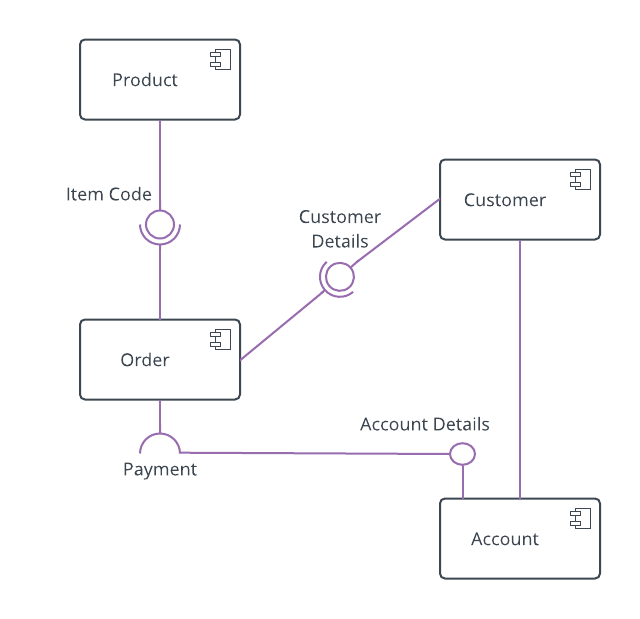 Product
Item Code
Customer
Details
Customer
Order
Account Details
Payment
Account